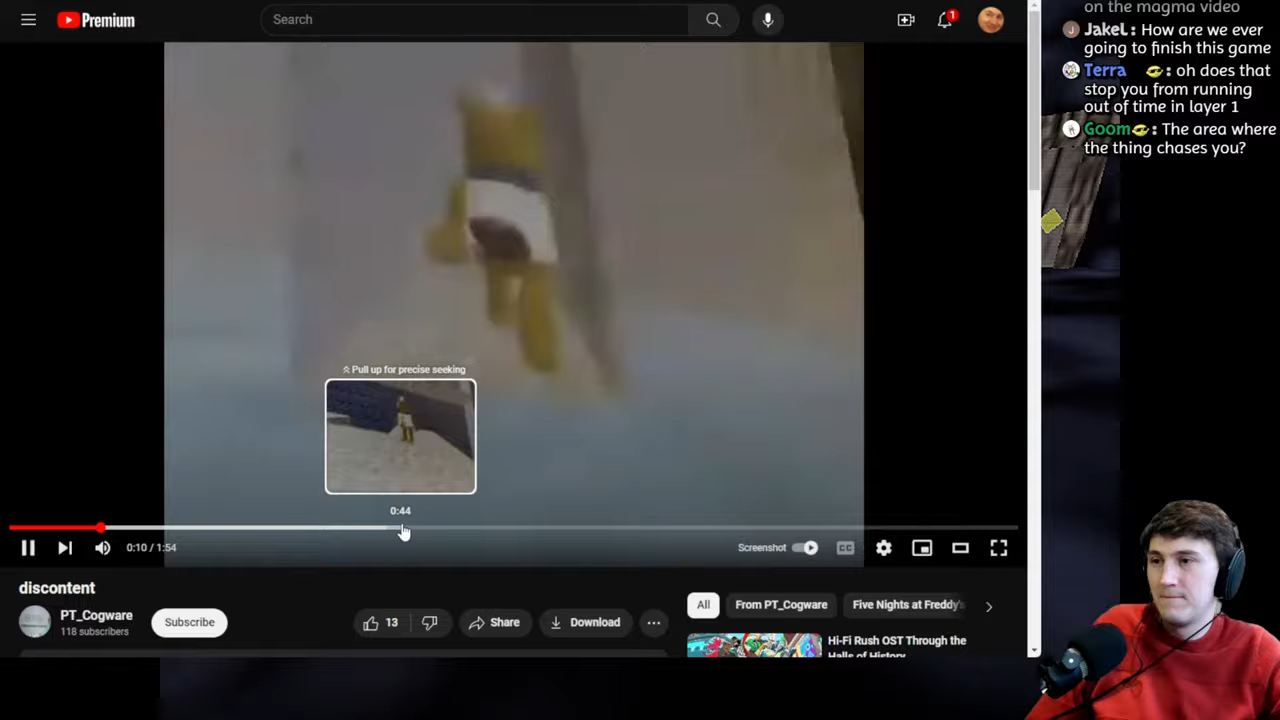 Premium
Search
1
on the magma video
JakeL : How are we ever
going to finish this game
Terra : oh does that
stop you from running
out of time in layer 1
Goom : The area where
the thing chases you?
Pull up for precise seeking
0:44
0:10 / 1:54
Screenshot
CC
discontent
PT_Cogware
118 subscribers
Subscribe
13
Share
Download
All
From PT_Cogware
Five Nights at Freddy's
Hi-Fi Rush OST Through the
Halls of History